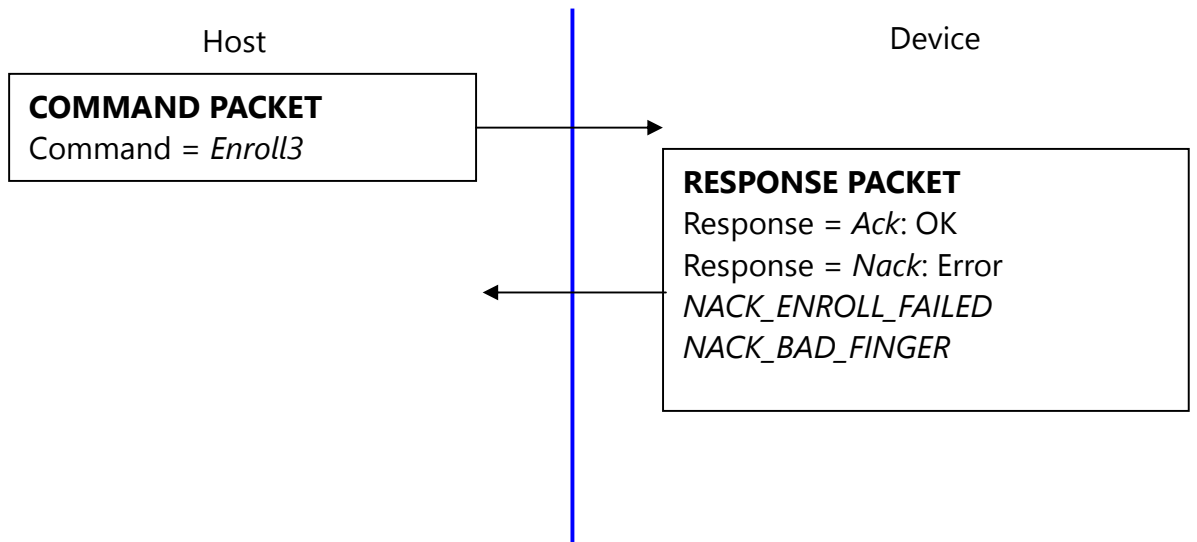 Host
Device
COMMAND PACKET
Command = Enroll3
RESPONSE PACKET
Response = Ack: OK
Response = Nack: Error
NACK_ENROLL_FAILED
NACK_BAD_FINGER